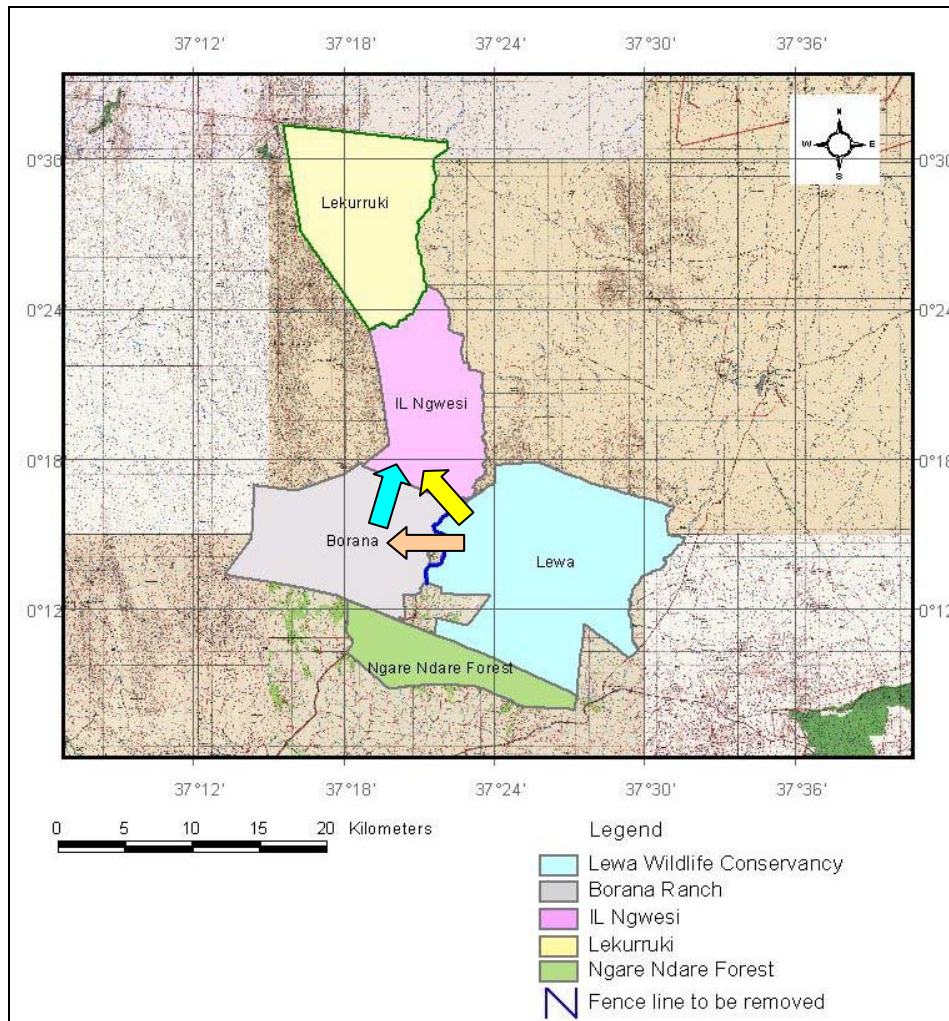 37°12' 37°18' 37°24' 37°30' 37°36'
N
W E
S
0°30' 0°30'
Lekurruki
0°24' 0°24'
IL Ngwesi
0°18' 0°18'
Borana
Lewa
0°12' 0°12'
Ngare Ndare Forest
37°12' 37°18' 37°24' 37°30' 37°36'
0 5 10 15 20 Kilometers
Legend
Lewa Wildlife Conservancy
Borana Ranch
IL Ngwesi
Lekurruki
Ngare Ndare Forest
Fence line to be removed